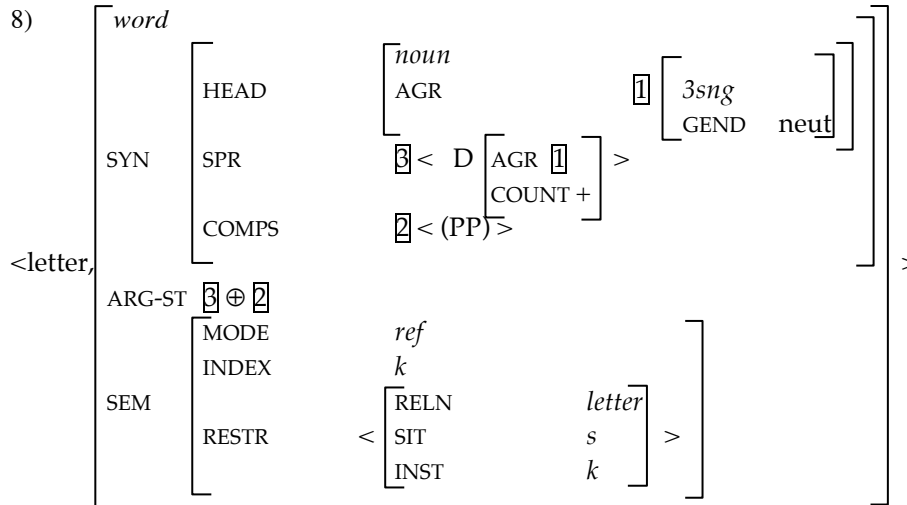 8)
word
noun
HEAD AGR 1 3sng
GEND neut
SYN SPR 3 < D AGR 1 >
COUNT +
COMPS 2 < (PP) >
<letter, >
ARG-ST 3 ⊕ 2
MODE ref
INDEX k
SEM RELN letter
RESTR < SIT s >
INST k